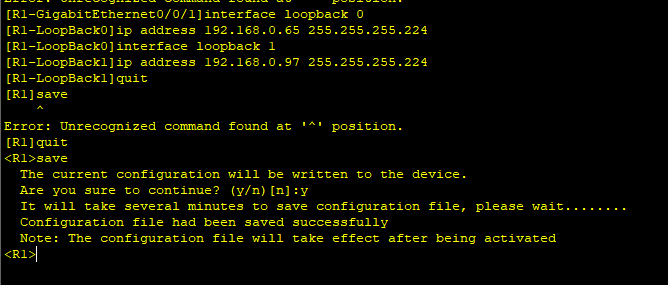 Error: Unrecognized command found at '^' position.
[R1-GigabitEthernet0/0/1]interface loopback 0
[R1-LoopBack0]ip address 192.168.0.65 255.255.255.224
[R1-LoopBack0]interface loopback 1
[R1-LoopBack1]ip address 192.168.0.97 255.255.255.224
[R1-LoopBack1]quit
[R1]save
    ^
Error: Unrecognized command found at '^' position.
[R1]quit
<R1>save
  The current configuration will be written to the device.
  Are you sure to continue? (y/n)[n]:y
  It will take several minutes to save configuration file, please wait........
  Configuration file had been saved successfully
  Note: The configuration file will take effect after being activated
<R1>